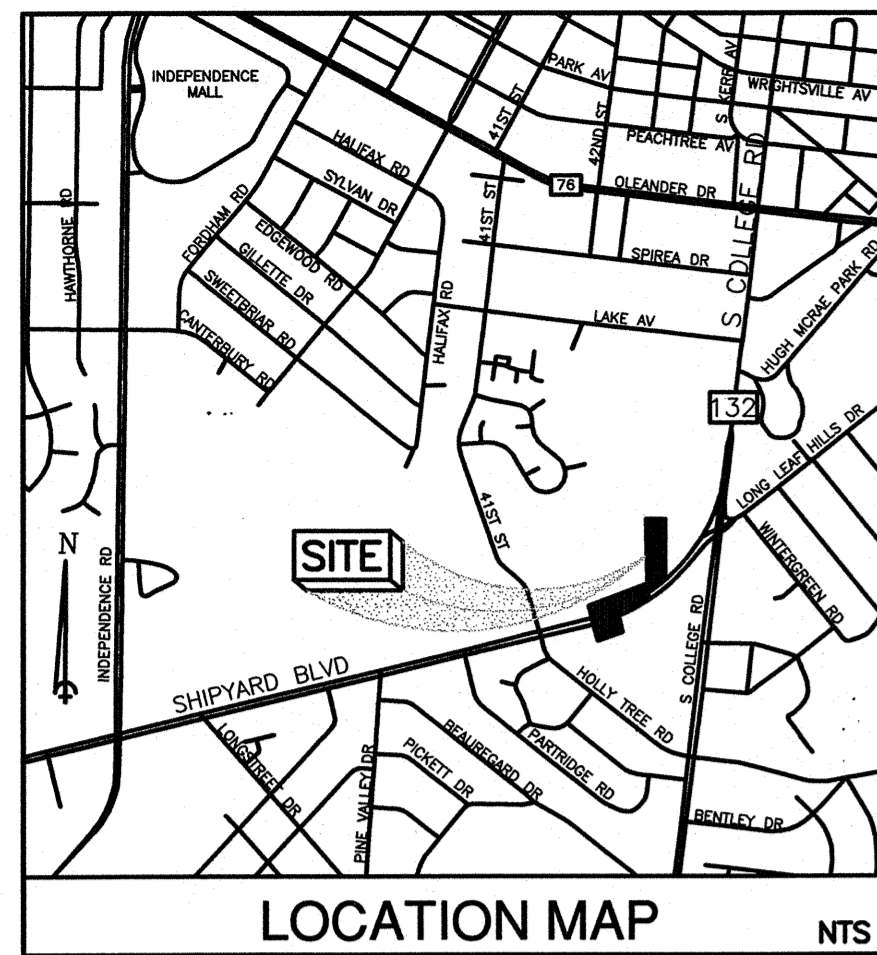 INDEPENDENCE
MALL
PARK AV
S KERR AV
WRIGHTSVILLE AV
41ST ST
42ND ST
PEACHTREE AV
HALIFAX RD
SYLVAN DR
76
OLEANDER DR
41ST ST
S COLLEGE RD
HAWTHORNE RD
FORDHAM RD
EDGEWOOD RD
GILLETTE DR
SWEETBRIAR RD
CANTERBURY RD
SPIREA DR
HALIFAX RD
LAKE AV
HUGH MCRAE PARK RD
132
LONG LEAF HILLS DR
41ST ST
WINTERGREEN RD
SITE
N
INDEPENDENCE RD
SHIPYARD BLVD
S COLLEGE RD
HOLLY TREE RD
LONGSTREET DR
PINE VALLEY DR
PICKETT DR
BEAUREGARD DR
PARTRIDGE RD
BENTLEY DR
LOCATION MAP
NTS